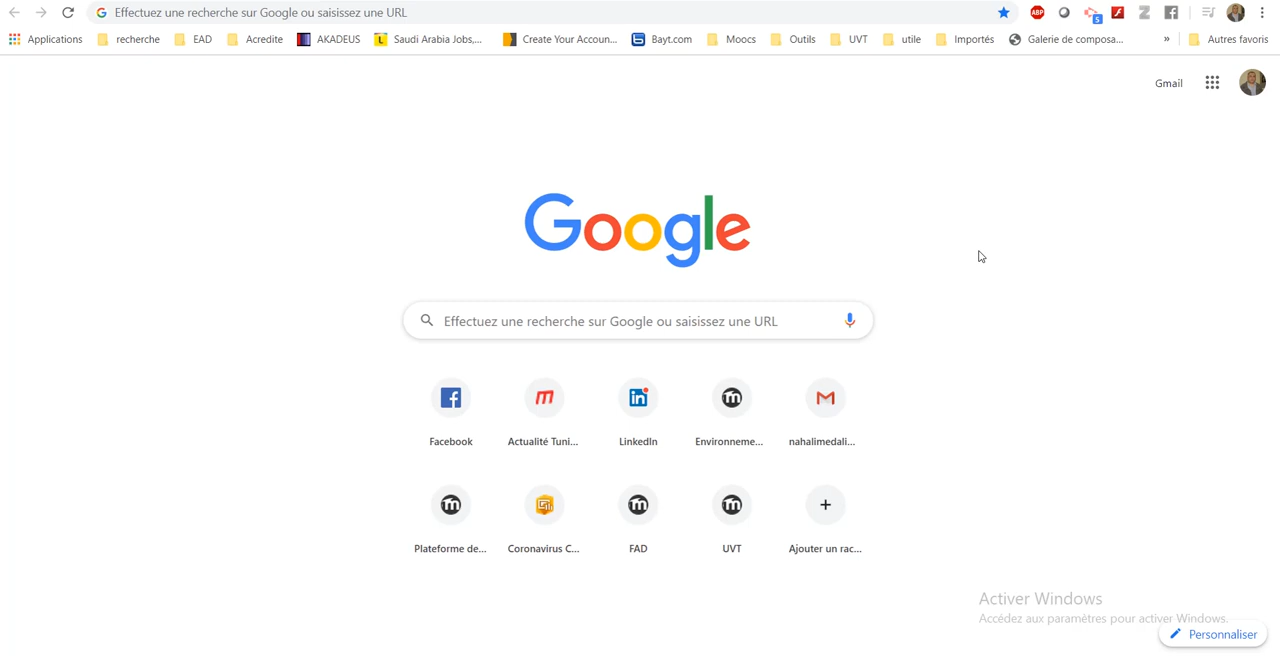 Effectuez une recherche sur Google ou saisissez une URL
ABP
5
Applications recherche EAD Acredite AKADEUS Saudi Arabia Jobs,... Create Your Accoun... Bayt.com Moocs Outils UVT utile Importés Galerie de composa... » Autres favoris
Gmail
Google
Effectuez une recherche sur Google ou saisissez une URL
Facebook Actualité Tuni... LinkedIn Environneme... nahalimedali...
Plateforme de... Coronavirus C... FAD UVT Ajouter un rac...
Activer Windows
Accédez aux paramètres pour activer Windows.
Personnaliser